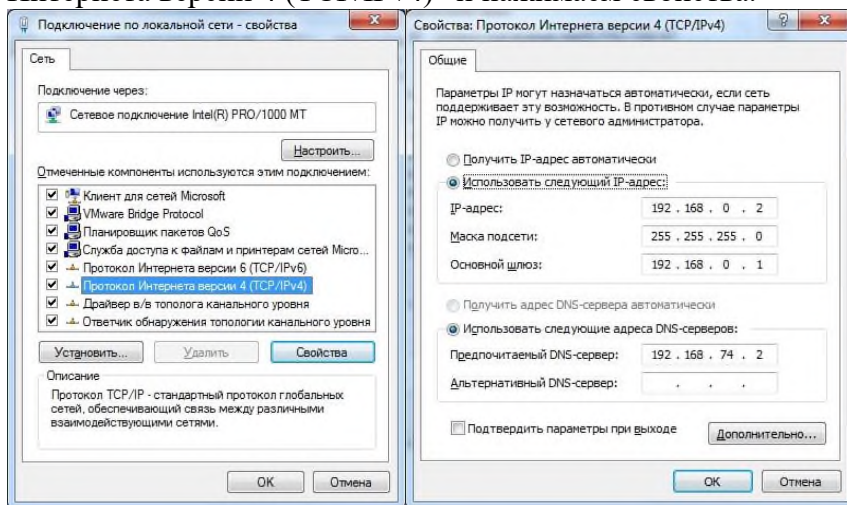 Интернета версии 4 (TCP/IPv4)" и нажимаем свойства.
Подключение по локальной сети - свойства
Сеть
Подключение через:
Сетевое подключение Intel(R) PRO/1000 MT
Настроить...
Отмеченные компоненты используются этим подключением:
Клиент для сетей Microsoft
VMware Bridge Protocol
Планировщик пакетов QoS
Служба доступа к файлам и принтерам сетей Micro...
Протокол Интернета версии 6 (TCP/IPv6)
Протокол Интернета версии 4 (TCP/IPv4)
Драйвер в/в тополога канального уровня
Ответчик обнаружения топологии канального уровня
Установить... Удалить Свойства
Описание
Протокол TCP/IP - стандартный протокол глобальных
сетей, обеспечивающий связь между различными
взаимодействующими сетями.
OK Отмена
Свойства: Протокол Интернета версии 4 (TCP/IPv4)
Общие
Параметры IP могут назначаться автоматически, если сеть
поддерживает эту возможность. В противном случае параметры
IP можно получить у сетевого администратора.
Получить IP-адрес автоматически
Использовать следующий IP-адрес:
IP-адрес: 192 . 168 . 0 . 2
Маска подсети: 255 . 255 . 255 . 0
Основной шлюз: 192 . 168 . 0 . 1
Получить адрес DNS-сервера автоматически
Использовать следующие адреса DNS-серверов:
Предпочитаемый DNS-сервер: 192 . 168 . 74 . 2
Альтернативный DNS-сервер: . . .
Подтвердить параметры при выходе
Дополнительно...
OK Отмена